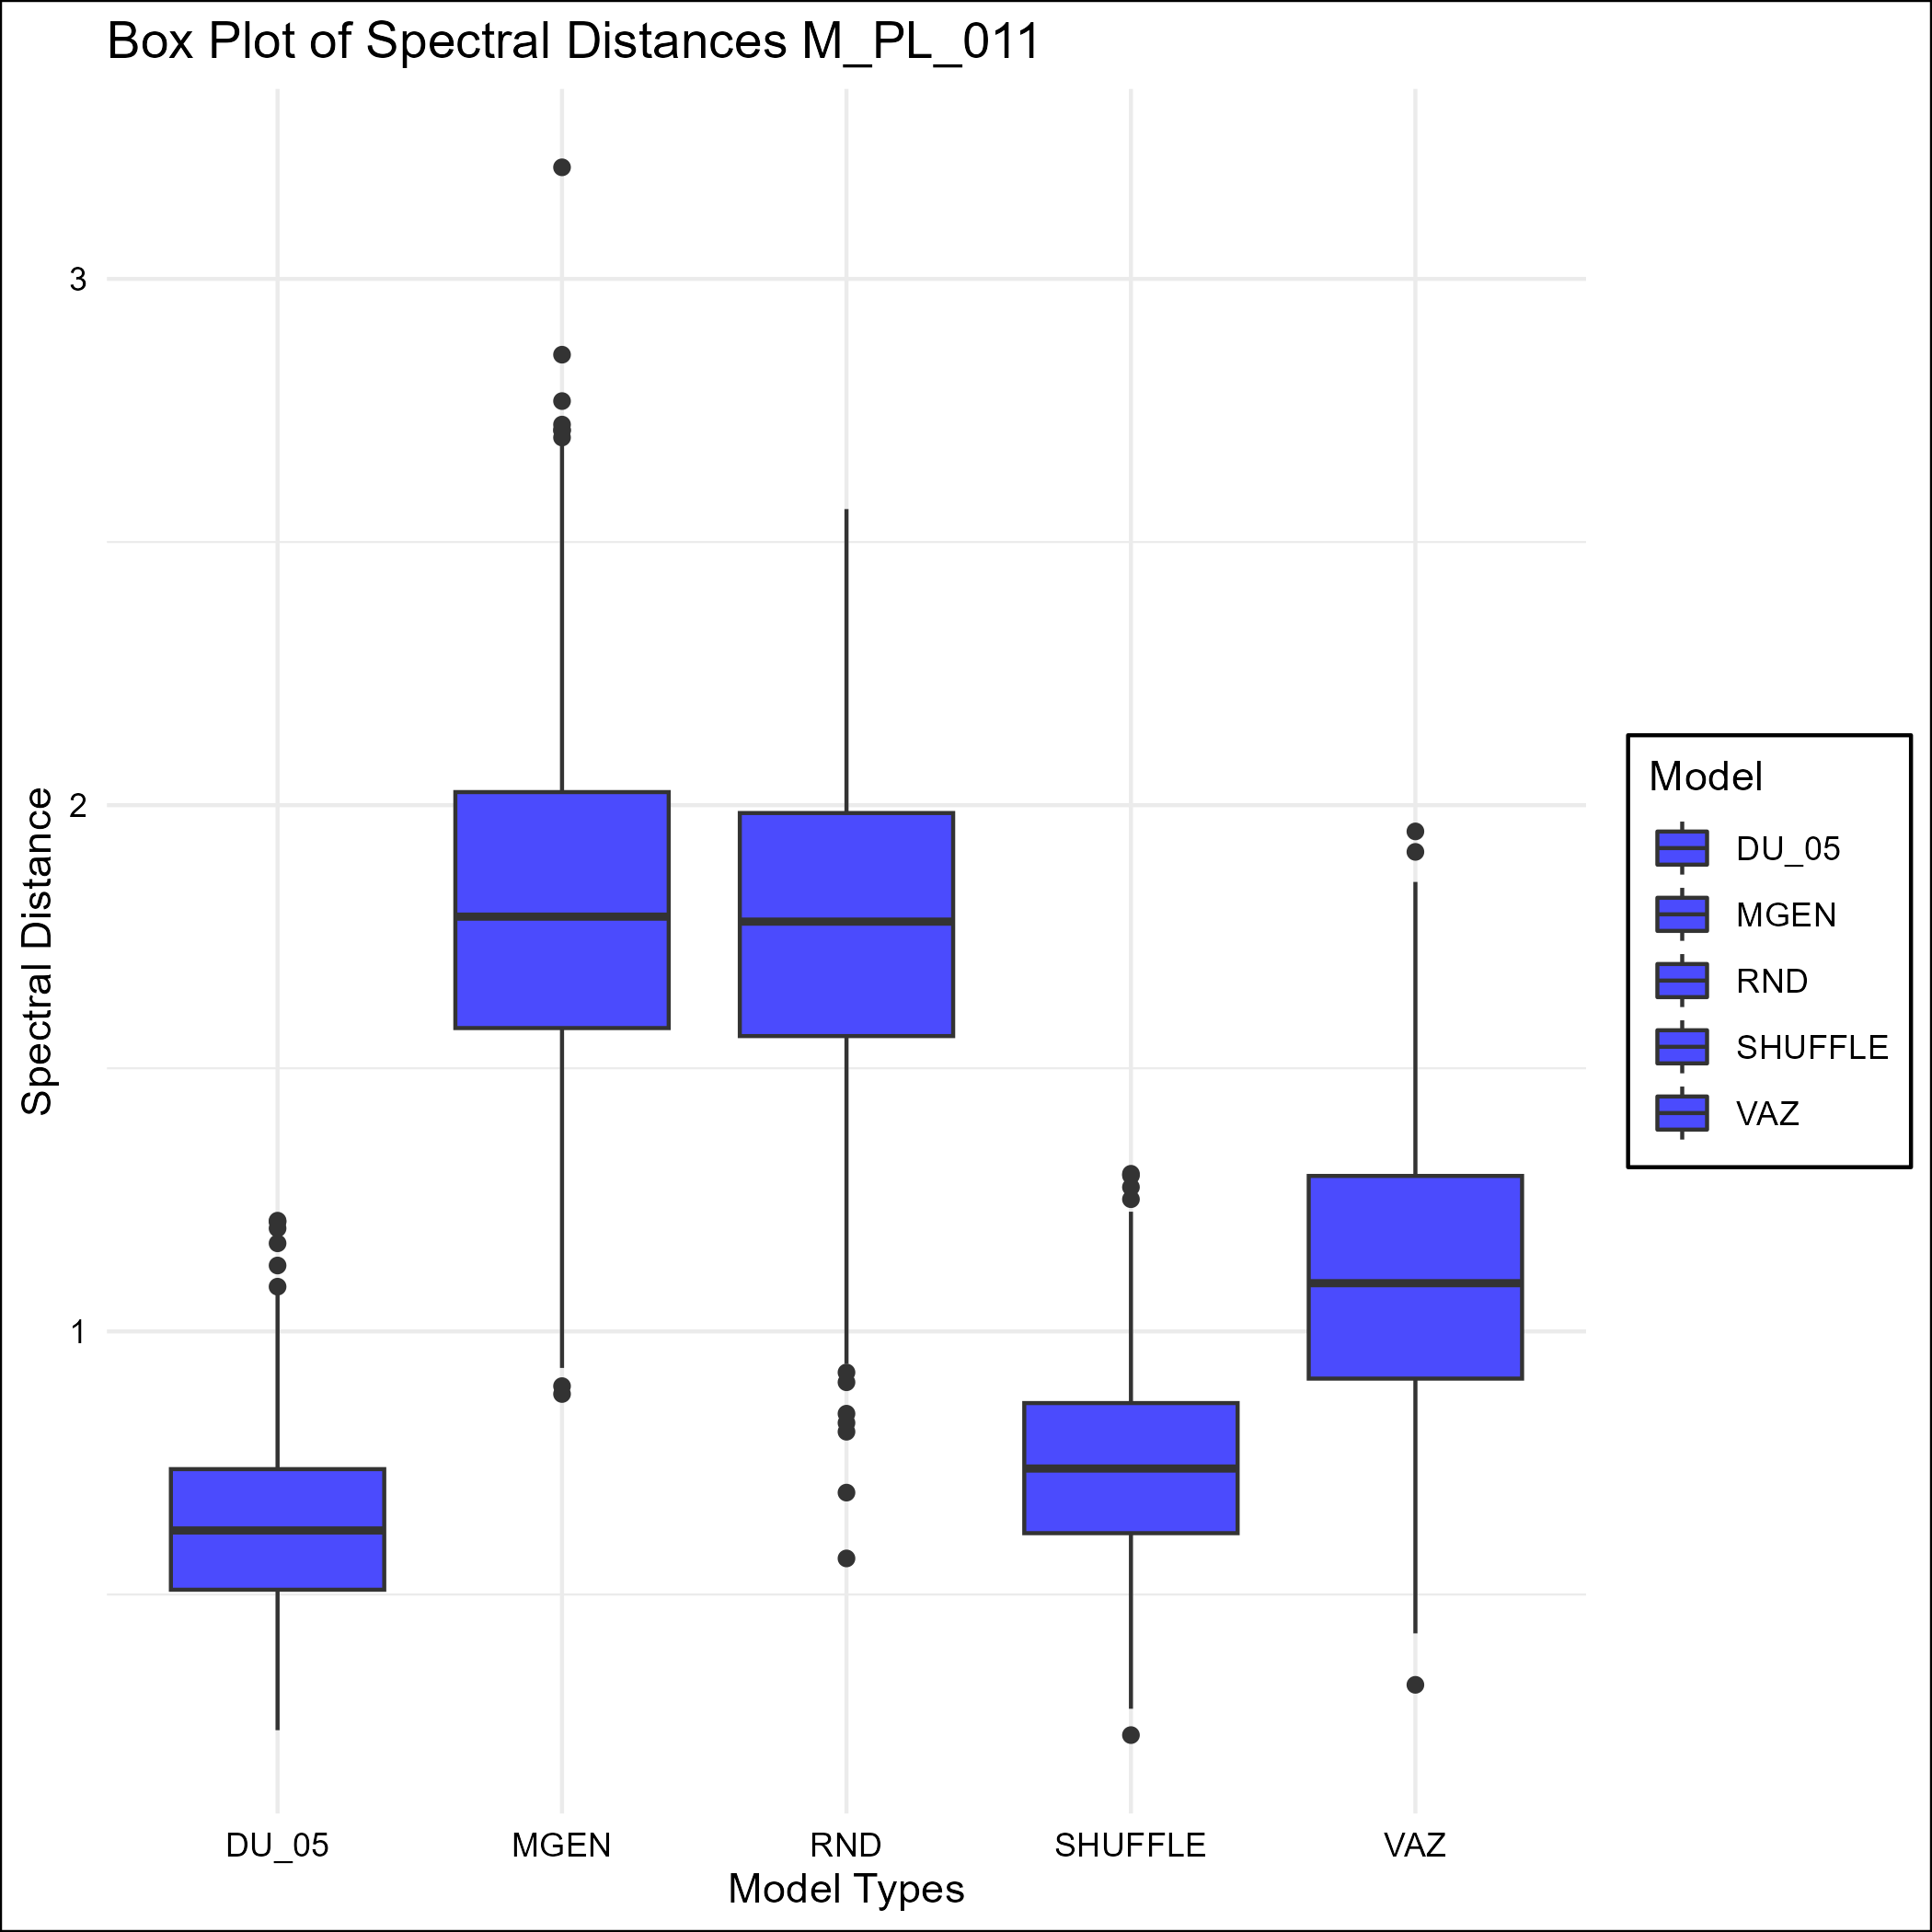 Box Plot of Spectral Distances M_PL_011
3
2
1
Spectral Distance
DU_05
MGEN
RND
SHUFFLE
VAZ
Model Types
Model
DU_05
MGEN
RND
SHUFFLE
VAZ